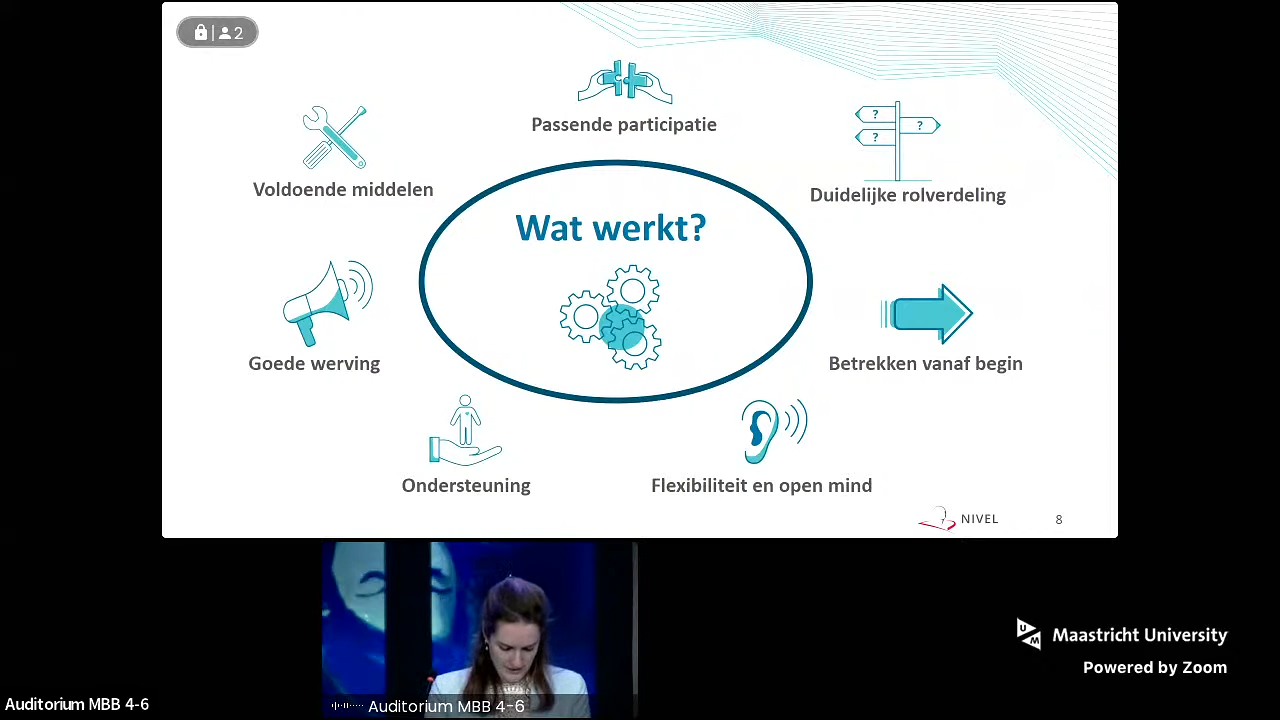 2
Passende participatie
Voldoende middelen
?
?
?
Duidelijke rolverdeling
Wat werkt?
Goede werving
Betrekken vanaf begin
Ondersteuning
Flexibiliteit en open mind
NIVEL
8
UM
Maastricht University
Powered by Zoom
Auditorium MBB 4-6
Auditorium MBB 4-6